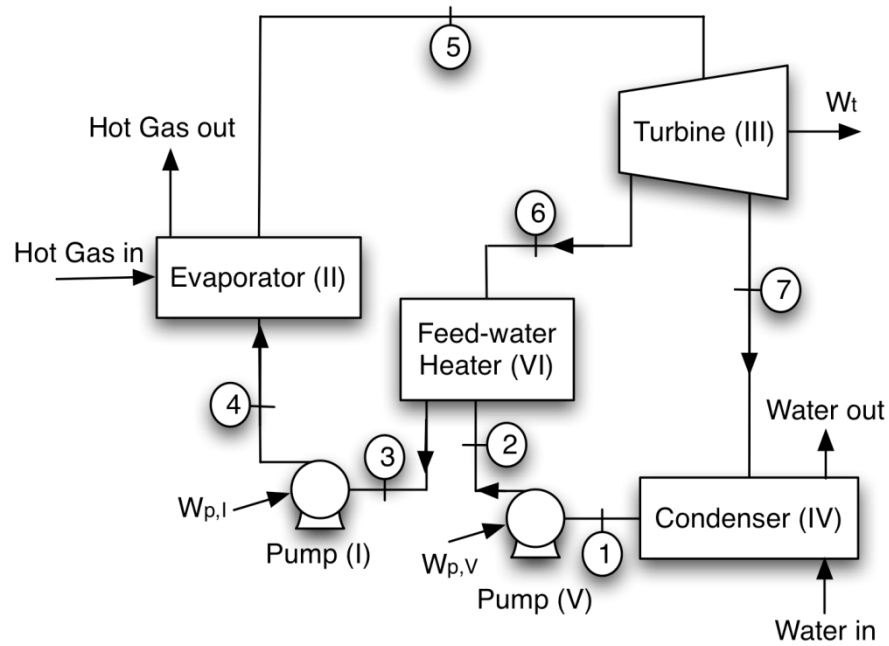 5
Hot Gas out
Turbine (III)
Wt
6
Hot Gas in
Evaporator (II)
7
Feed-water
Heater (VI)
4
3
2
Water out
Wp,I
Pump (I)
Wp,V
Pump (V)
1
Condenser (IV)
Water in